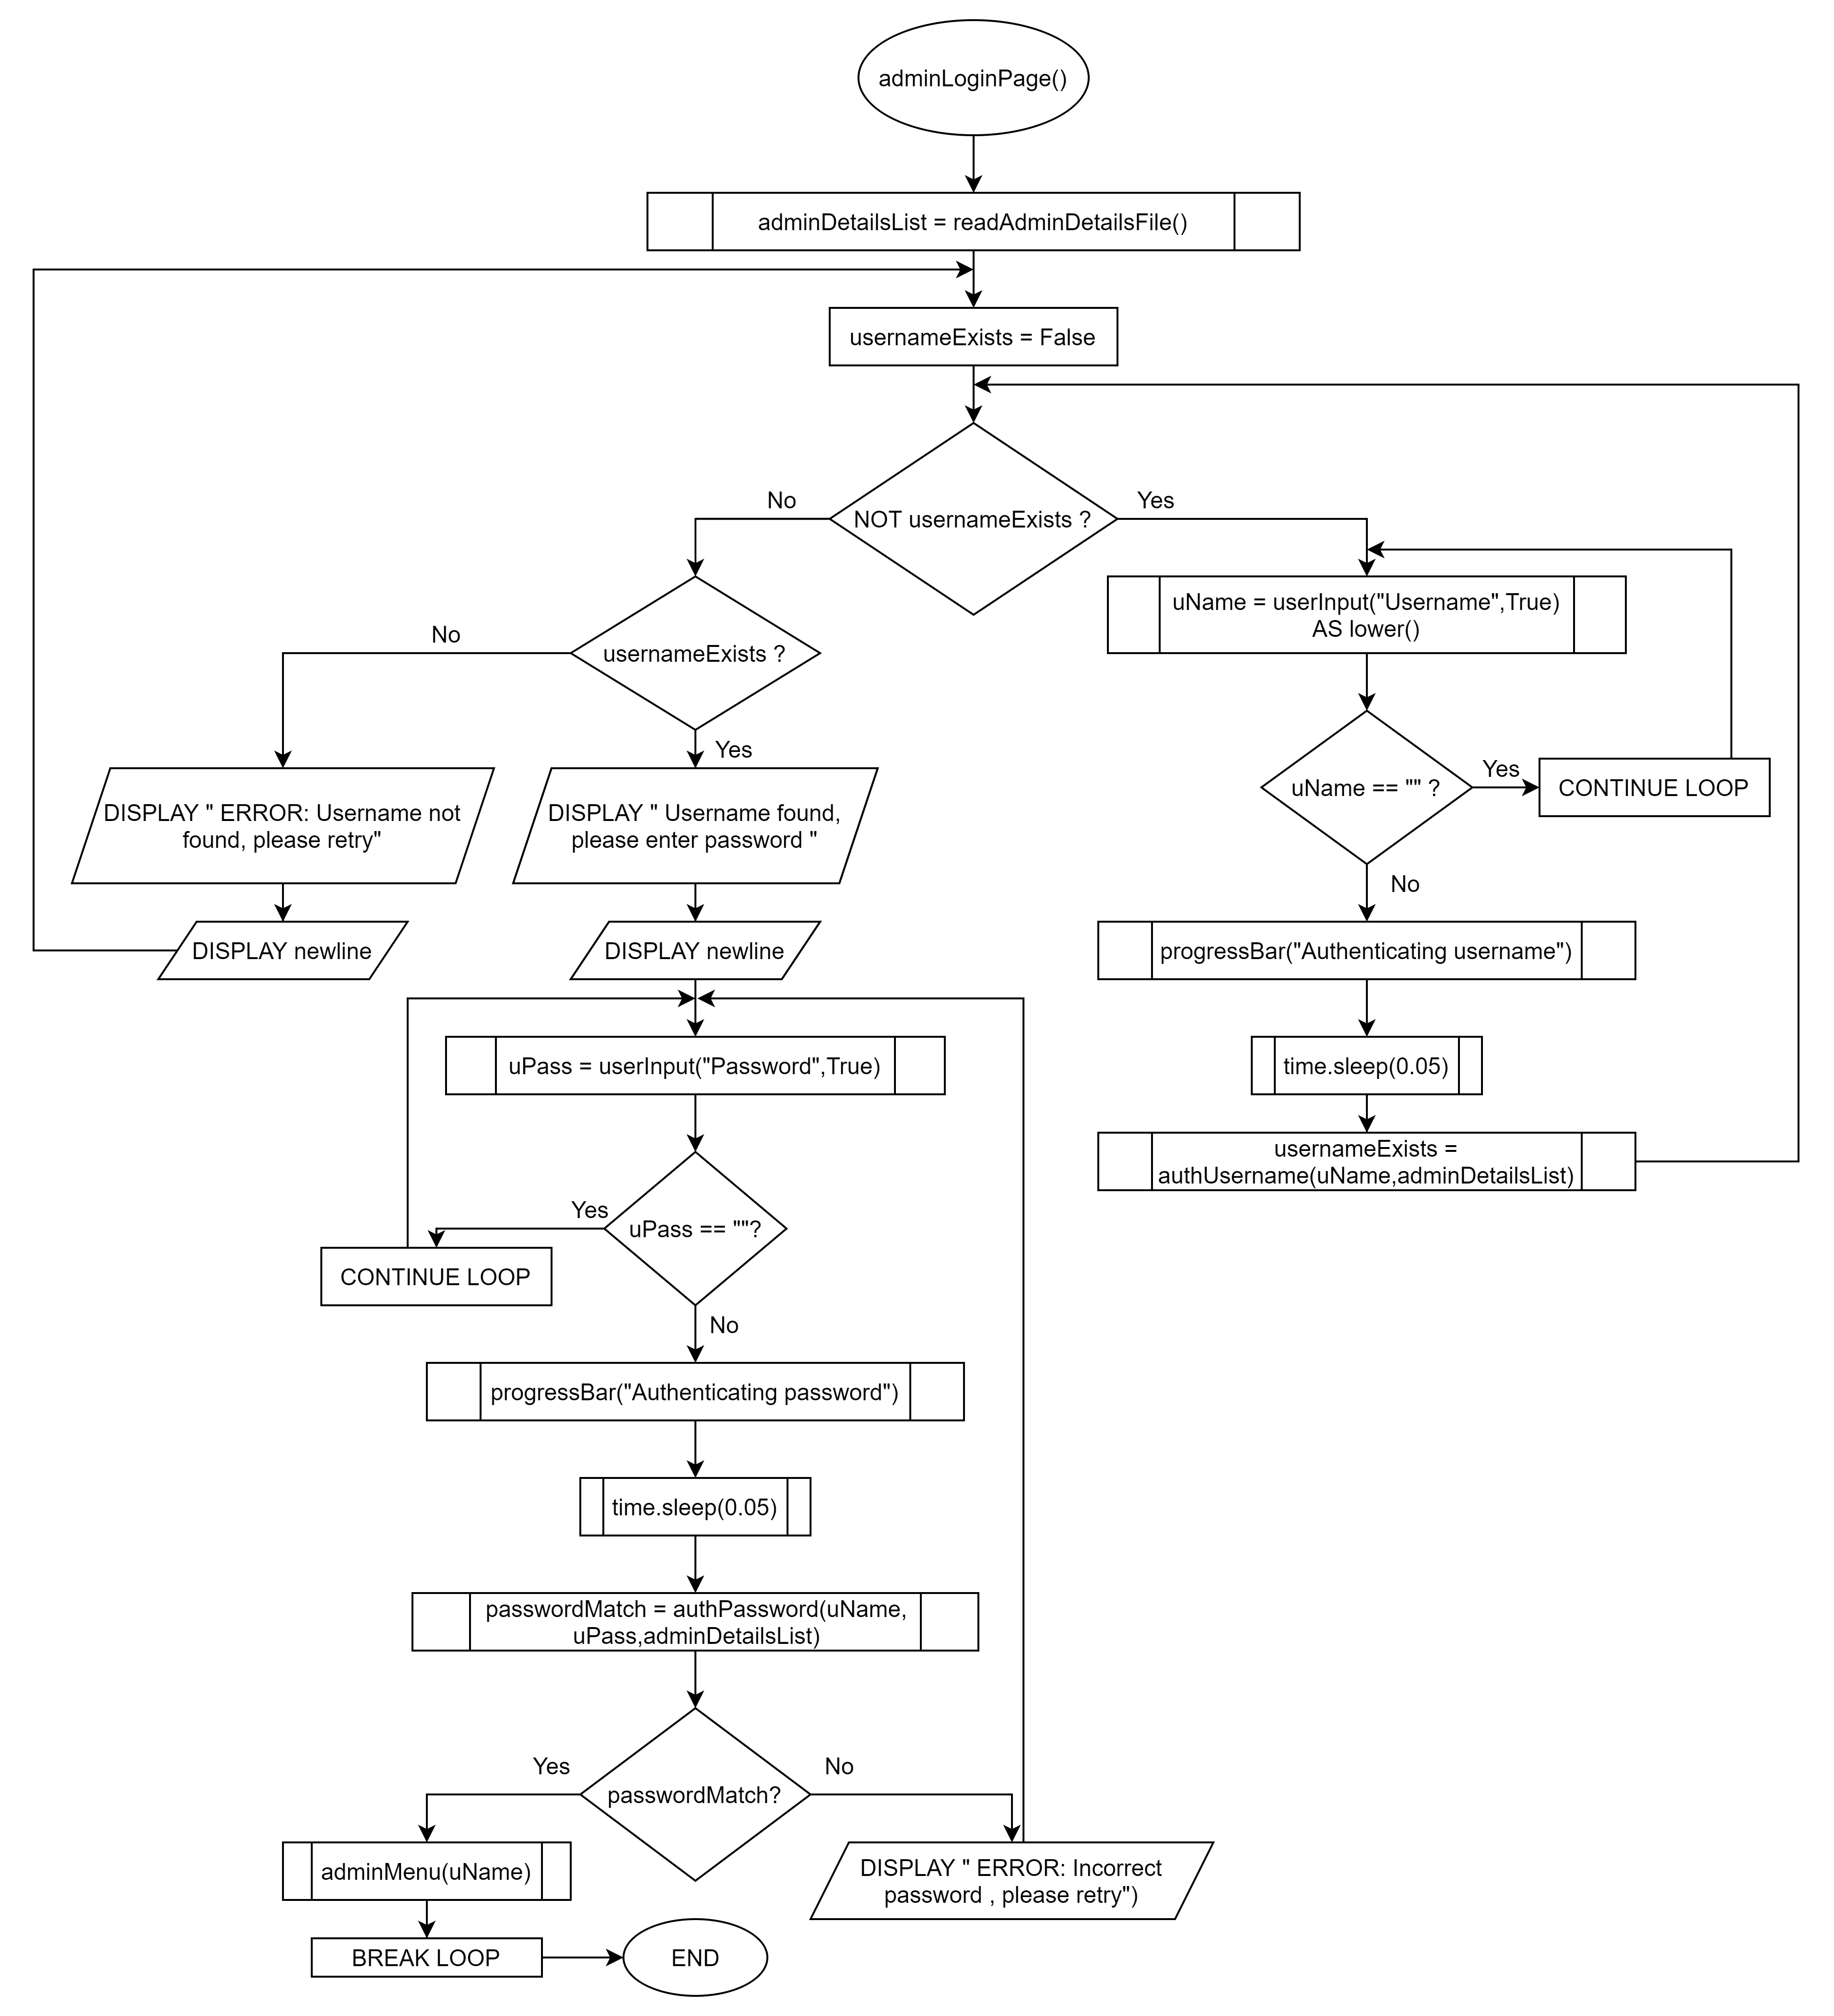 adminLoginPage()
adminDetailsList = readAdminDetailsFile()
usernameExists = False
NOT usernameExists ?
No
Yes
usernameExists ?
No
Yes
uName = userInput("Username",True)
AS lower()
uName == "" ?
Yes
CONTINUE LOOP
No
DISPLAY " ERROR: Username not
found, please retry"
DISPLAY " Username found,
please enter password "
DISPLAY newline
DISPLAY newline
progressBar("Authenticating username")
time.sleep(0.05)
usernameExists =
authUsername(uName,adminDetailsList)
uPass = userInput("Password",True)
uPass == ""?
Yes
CONTINUE LOOP
No
progressBar("Authenticating password")
time.sleep(0.05)
passwordMatch = authPassword(uName,
uPass,adminDetailsList)
passwordMatch?
Yes
No
adminMenu(uName)
DISPLAY " ERROR: Incorrect
password , please retry")
BREAK LOOP
END